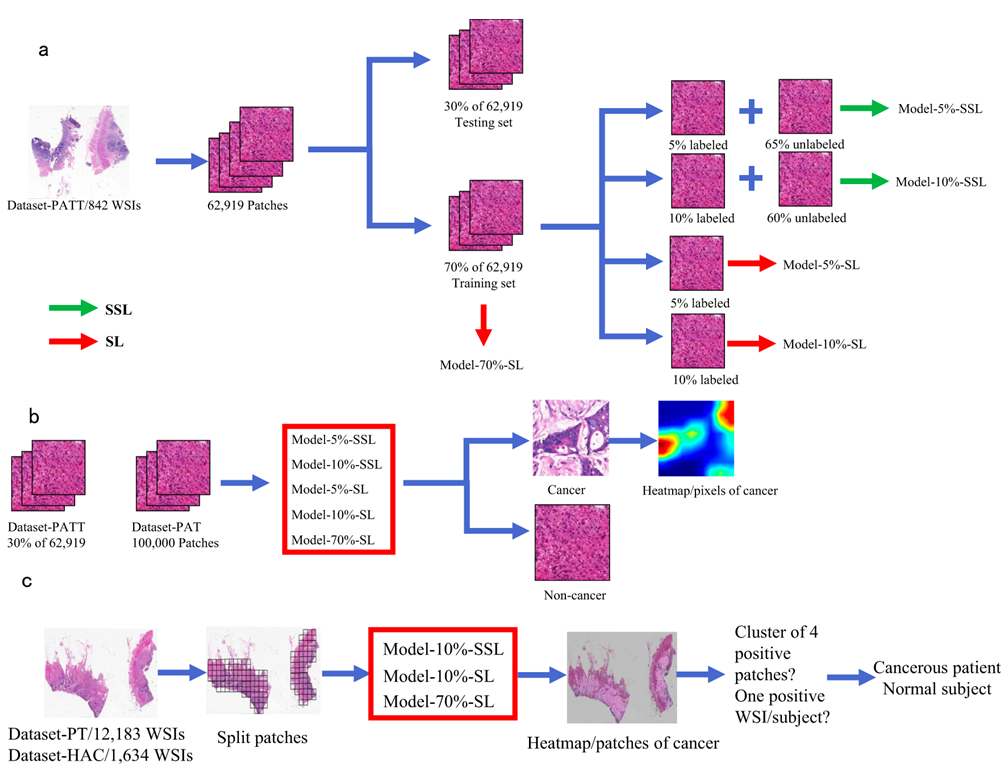 a
30% of 62,919
Testing set
Dataset-PATT/842 WSIs
62,919 Patches
70% of 62,919
Training set
Model-70%-SL
5% labeled
65% unlabeled
Model-5%-SSL
10% labeled
60% unlabeled
Model-10%-SSL
5% labeled
Model-5%-SL
10% labeled
Model-10%-SL
SSL
SL
b
Dataset-PATT
30% of 62,919
Dataset-PAT
100,000 Patches
Model-5%-SSL
Model-10%-SSL
Model-5%-SL
Model-10%-SL
Model-70%-SL
Cancer
Heatmap/pixels of cancer
Non-cancer
c
Dataset-PT/12,183 WSIs
Dataset-HAC/1,634 WSIs
Split patches
Model-10%-SSL
Model-10%-SL
Model-70%-SL
Heatmap/patches of cancer
Cluster of 4
positive
patches?
One positive
WSI/subject?
Cancerous patient
Normal subject